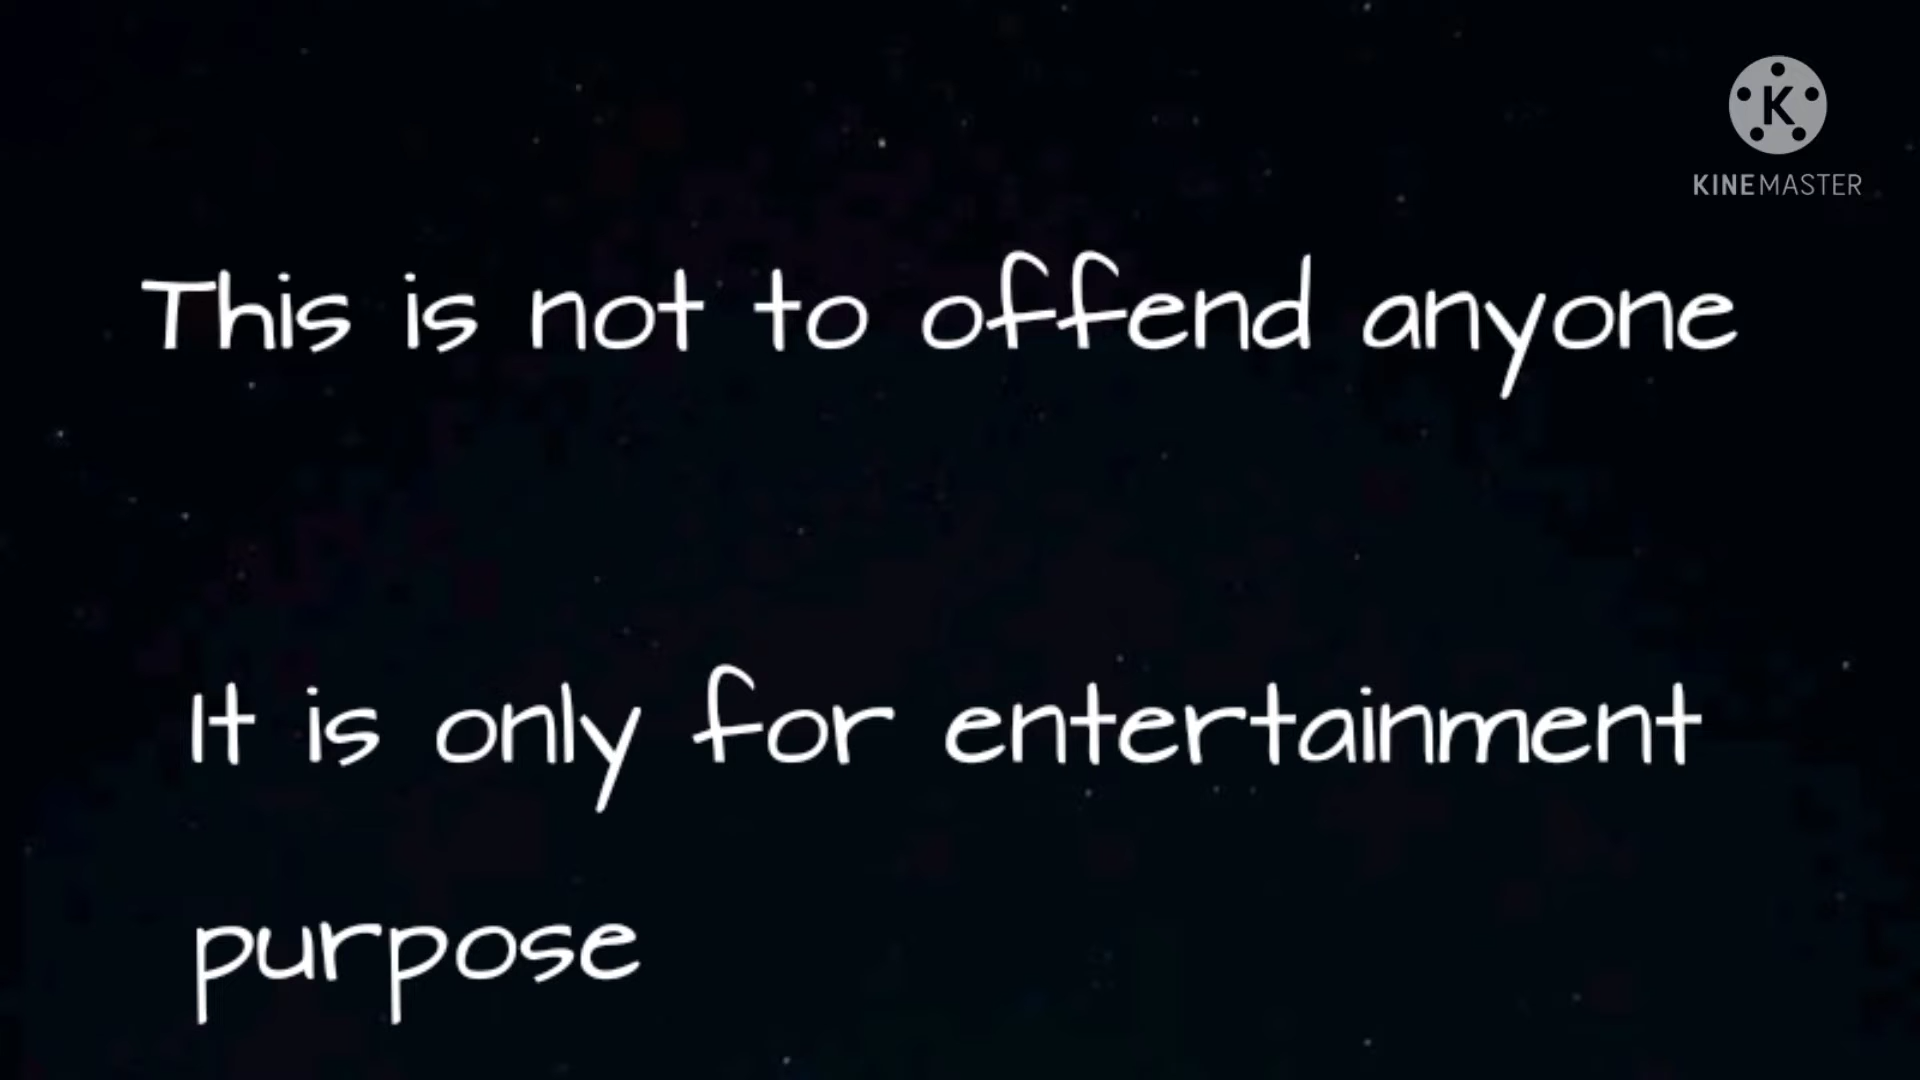 K
KINEMASTER
This is not to offend anyone
It is only for entertainment
purpose